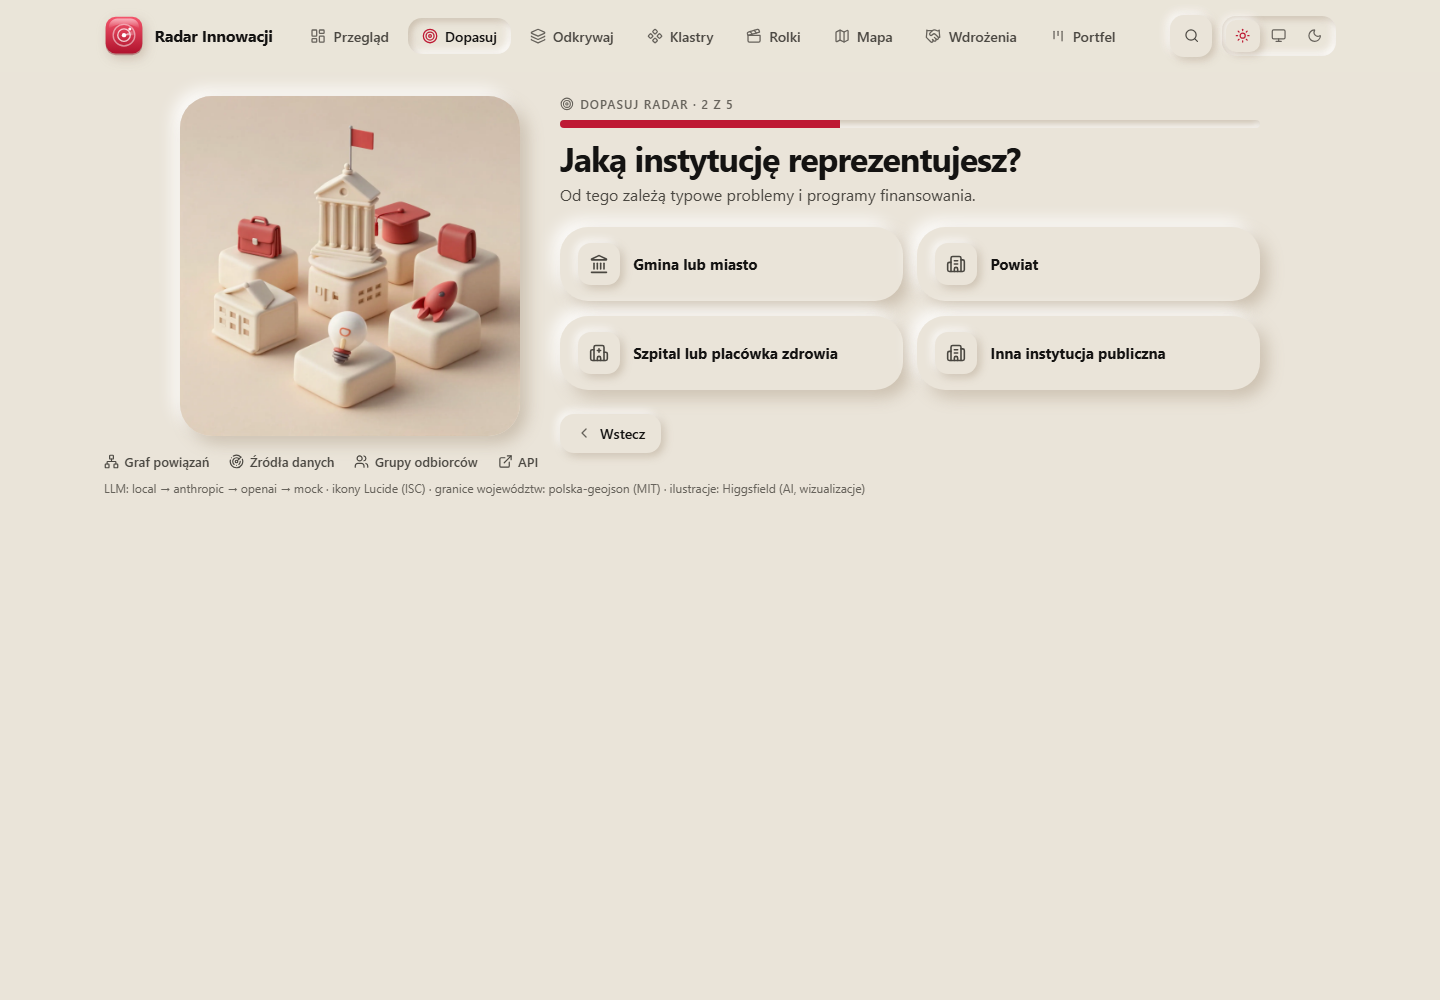 Radar Innowacji
Przegląd
Dopasuj
Odkrywaj
Klastry
Rolki
Mapa
Wdrożenia
Portfel
DOPASUJ RADAR · 2 Z 5
Jaką instytucję reprezentujesz?
Od tego zależą typowe problemy i programy finansowania.
Gmina lub miasto
Powiat
Szpital lub placówka zdrowia
Inna instytucja publiczna
Wstecz
Graf powiązań
Źródła danych
Grupy odbiorców
API
LLM: local → anthropic → openai → mock · ikony Lucide (ISC) · granice województw: polska-geojson (MIT) · ilustracje: Higgsfield (AI, wizualizacje)